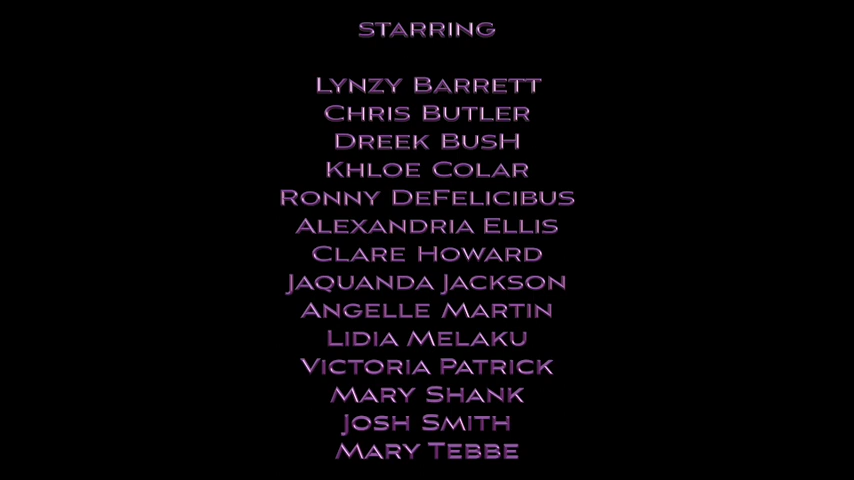 STARRING
LYNZY BARRETT
CHRIS BUTLER
DREEK BUSH
KHLOE COLAR
RONNY DEFELICIBUS
ALEXANDRIA ELLIS
CLARE HOWARD
JAQUANDA JACKSON
ANGELLE MARTIN
LIDIA MELAKU
VICTORIA PATRICK
MARY SHANK
JOSH SMITH
MARY TEBBE